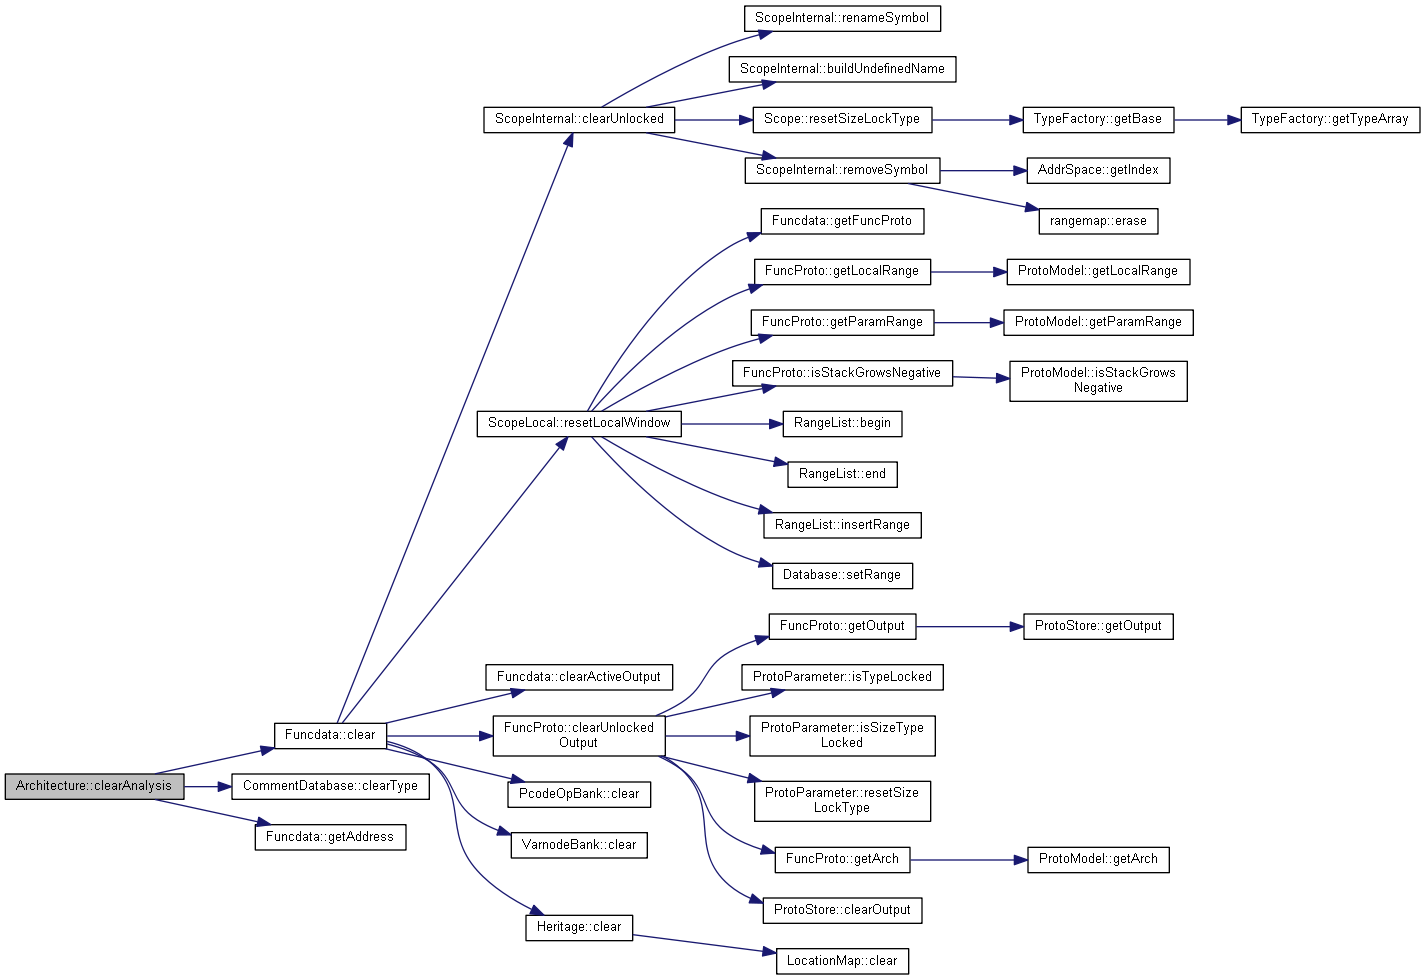 ScopeInternal::renameSymbol
ScopeInternal::buildUndefinedName
ScopeInternal::clearUnlocked
Scope::resetSizeLockType
TypeFactory::getBase
TypeFactory::getTypeArray
ScopeInternal::removeSymbol
AddrSpace::getIndex
rangemap::erase
Funcdata::getFuncProto
FuncProto::getLocalRange
ProtoModel::getLocalRange
FuncProto::getParamRange
ProtoModel::getParamRange
FuncProto::isStackGrowsNegative
ProtoModel::isStackGrows
Negative
ScopeLocal::resetLocalWindow
RangeList::begin
RangeList::end
RangeList::insertRange
Database::setRange
FuncProto::getOutput
ProtoStore::getOutput
Funcdata::clearActiveOutput
ProtoParameter::isTypeLocked
Funcdata::clear
FuncProto::clearUnlocked
Output
ProtoParameter::isSizeType
Locked
Architecture::clearAnalysis
CommentDatabase::clearType
PcodeOpBank::clear
ProtoParameter::resetSize
LockType
Funcdata::getAddress
VarnodeBank::clear
FuncProto::getArch
ProtoModel::getArch
ProtoStore::clearOutput
Heritage::clear
LocationMap::clear